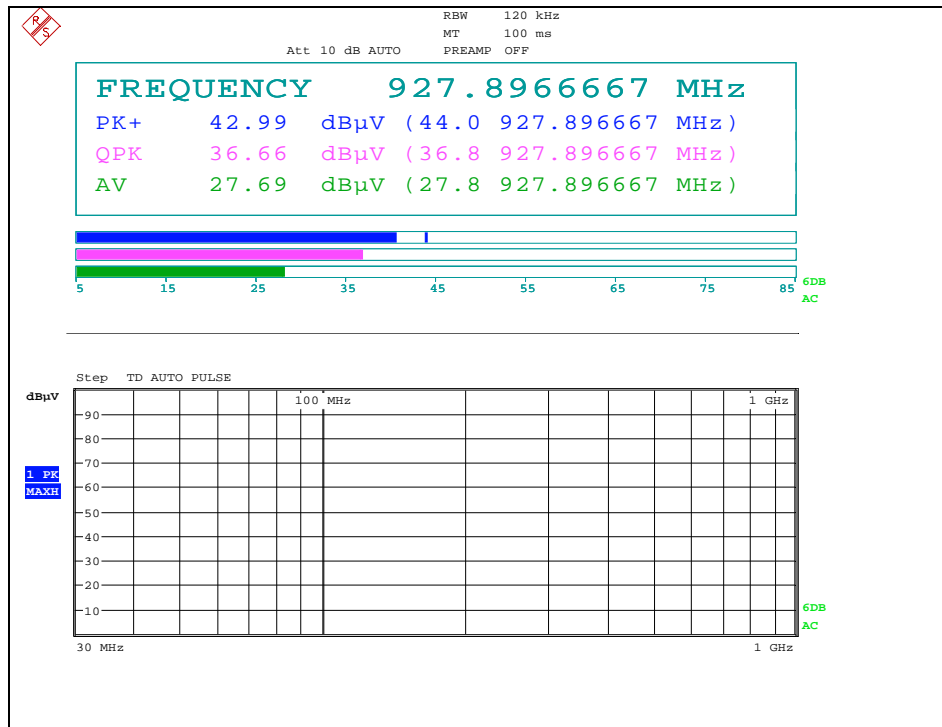 R&S
RBW 120 kHz
MT 100 ms
Att 10 dB AUTO PREAMP OFF
FREQUENCY 927.8966667 MHz
PK+ 42.99 dBµV (44.0 927.896667 MHz)
QPK 36.66 dBµV (36.8 927.896667 MHz)
AV 27.69 dBµV (27.8 927.896667 MHz)
5 15 25 35 45 55 65 75 85
6DB
AC
Step TD AUTO PULSE
dBµV
100 MHz 1 GHz
90
80
70
1 PK
MAXH
60
50
40
30
20
10
6DB
AC
30 MHz 1 GHz